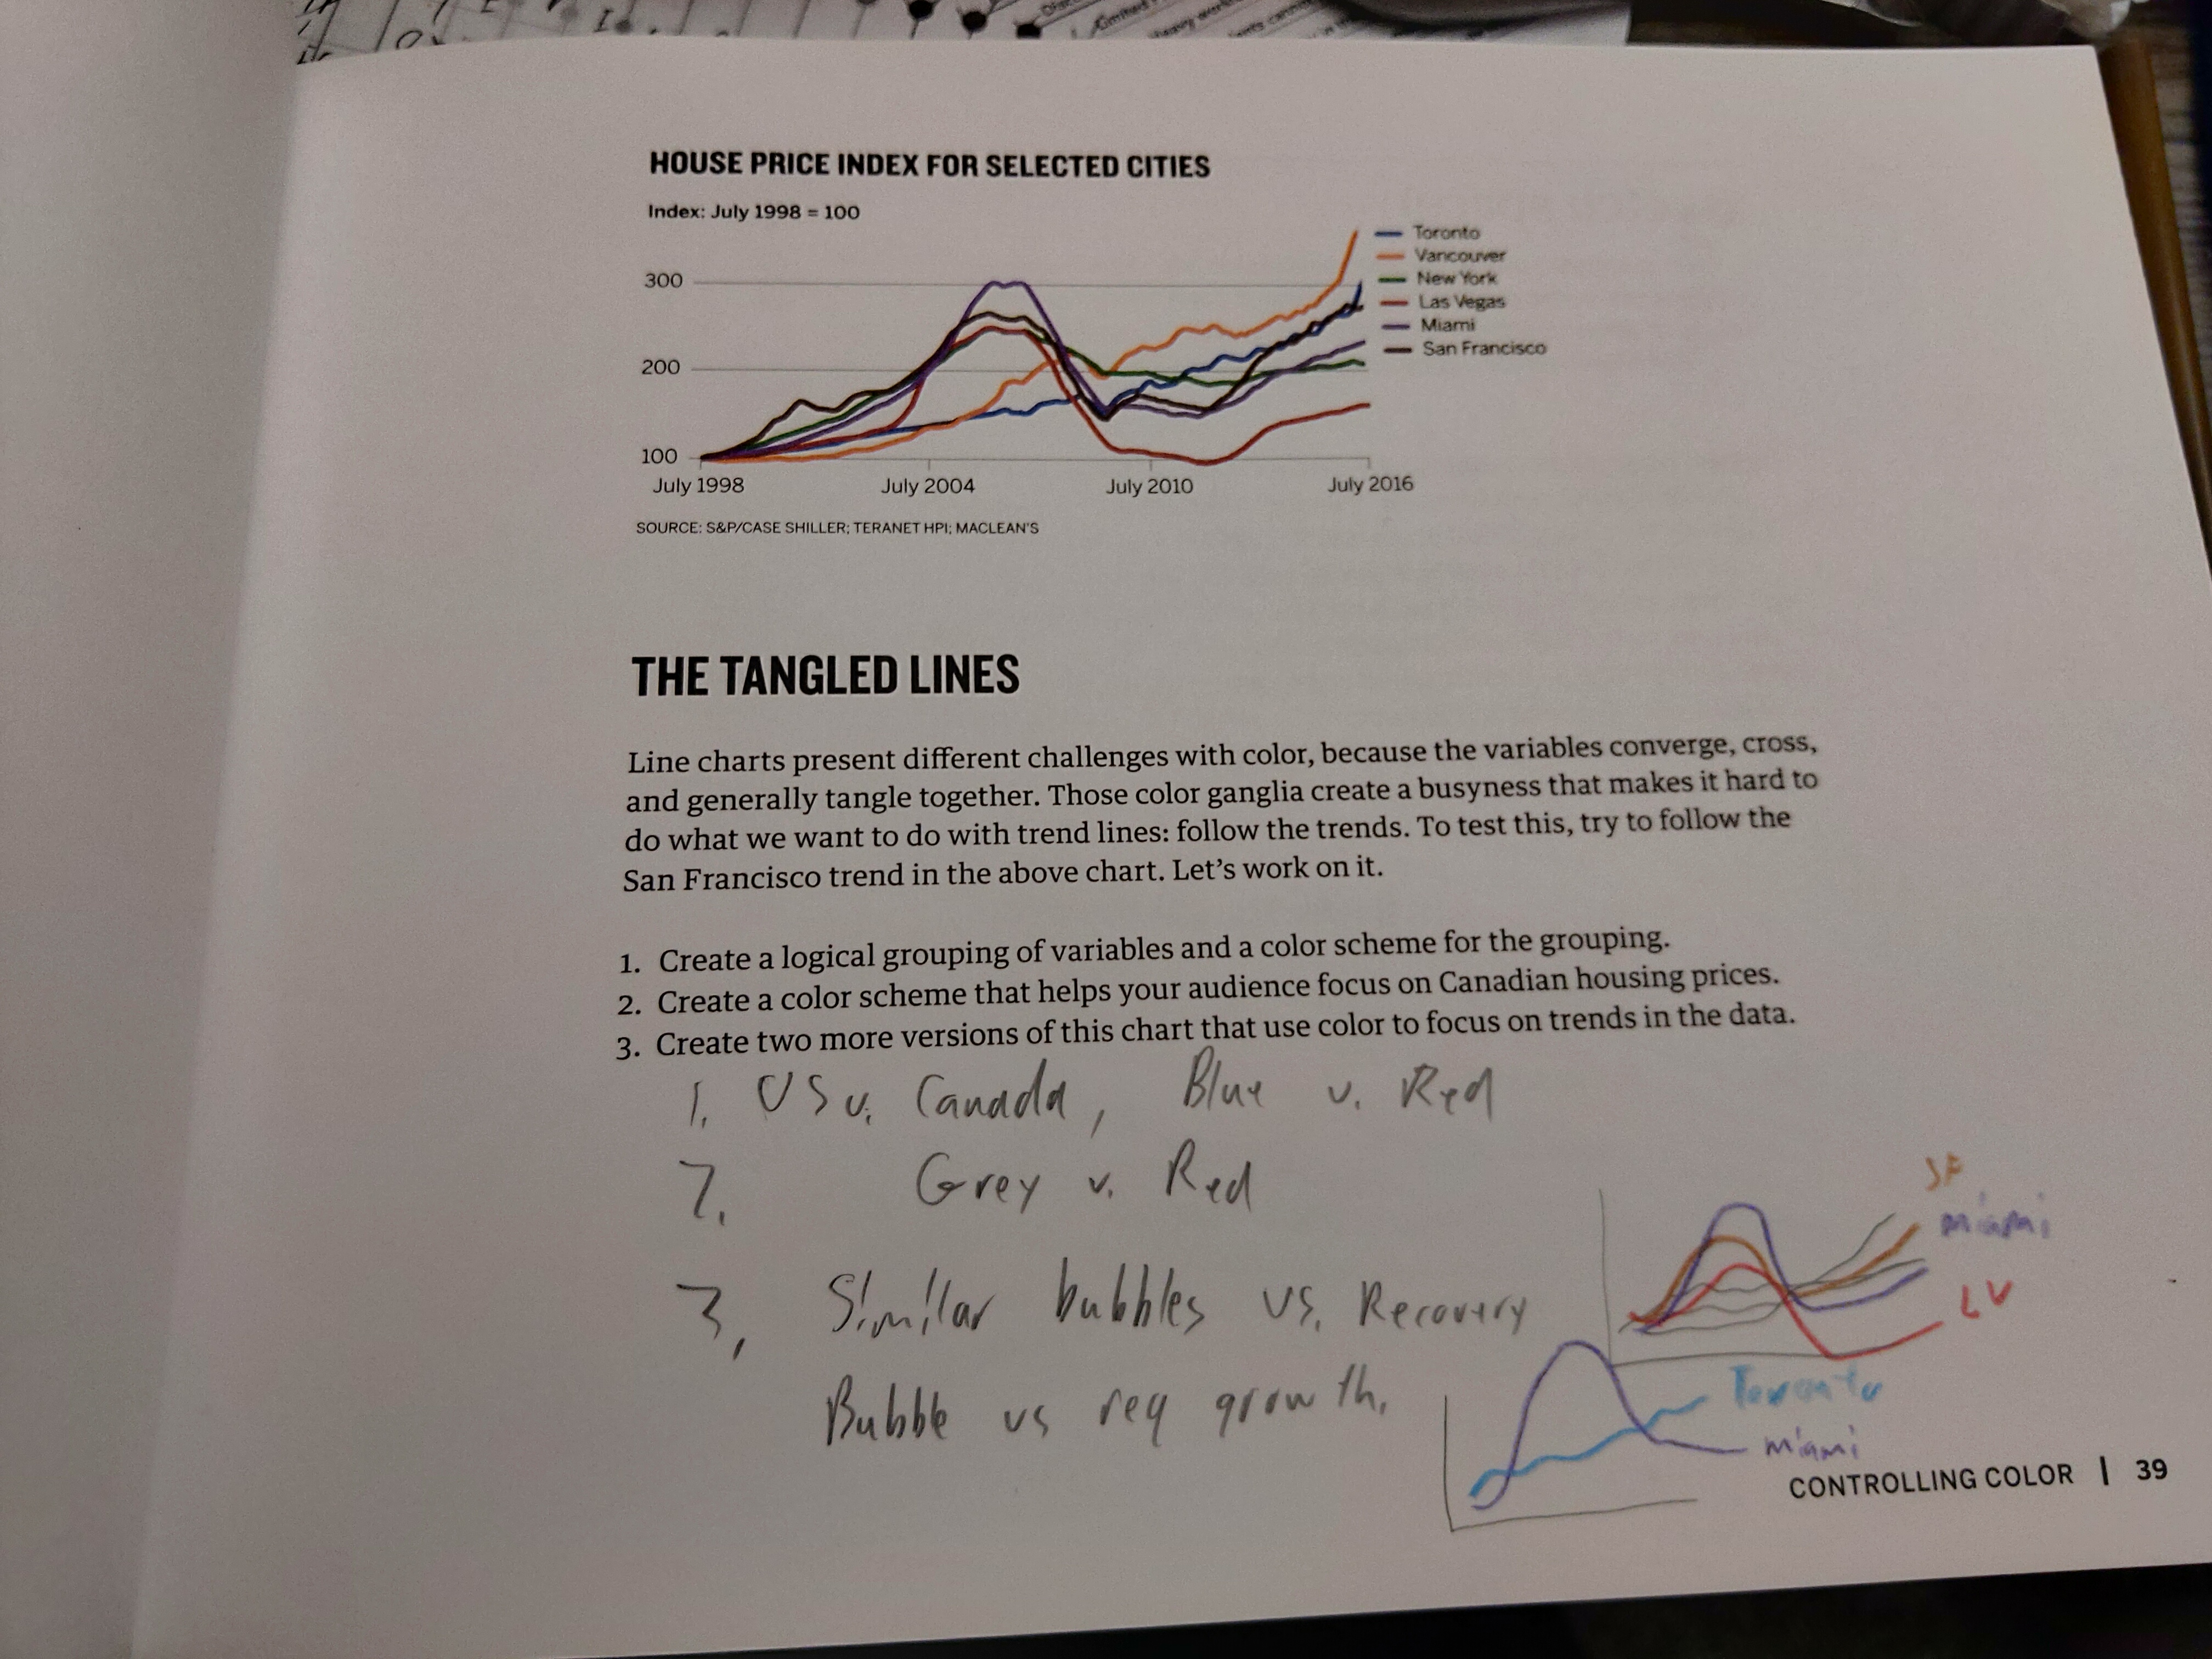 HOUSE PRICE INDEX FOR SELECTED CITIES
Index: July 1998 = 100
300
200
100
July 1998
July 2004
July 2010
July 2016
Toronto
Vancouver
New York
Las Vegas
Miami
San Francisco
SOURCE: S&P/CASE SHILLER; TERANET HPI; MACLEAN'S
THE TANGLED LINES
Line charts present different challenges with color, because the variables converge, cross,
and generally tangle together. Those color ganglia create a busyness that makes it hard to
do what we want to do with trend lines: follow the trends. To test this, try to follow the
San Francisco trend in the above chart. Let's work on it.
1. Create a logical grouping of variables and a color scheme for the grouping.
2. Create a color scheme that helps your audience focus on Canadian housing prices.
3. Create two more versions of this chart that use color to focus on trends in the data.
1. US v. Canada, Blue v. Red
2. Grey v. Red
3, Similar bubbles vs. Recovery
Bubble vs reg growth.
SF
Miami
LV
Toronto
Miami
CONTROLLING COLOR | 39